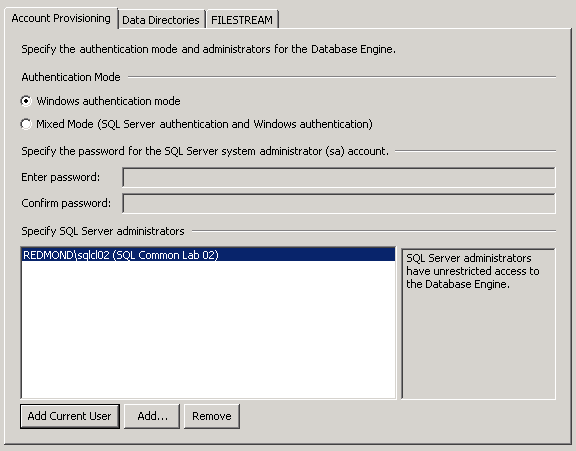 Account Provisioning Data Directories FILESTREAM
Specify the authentication mode and administrators for the Database Engine.
Authentication Mode
Windows authentication mode
Mixed Mode (SQL Server authentication and Windows authentication)
Specify the password for the SQL Server system administrator (sa) account.
Enter password:
Confirm password:
Specify SQL Server administrators
REDMOND\sqlcl02 (SQL Common Lab 02)
SQL Server administrators
have unrestricted access to
the Database Engine.
Add Current User Add... Remove